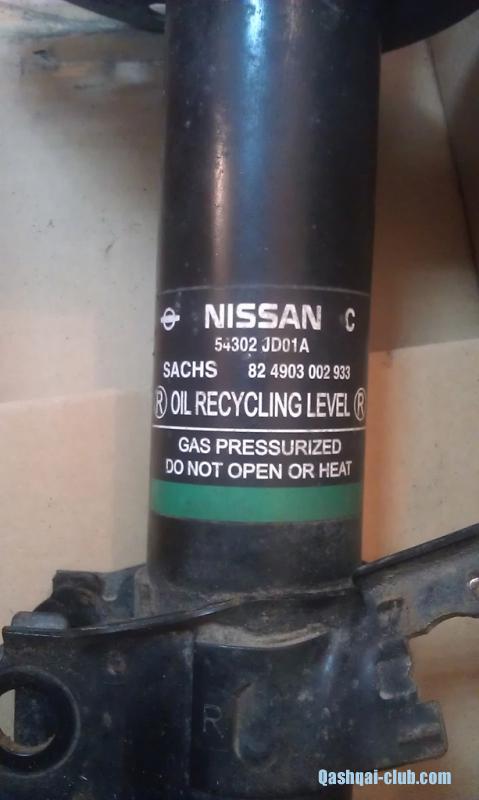 NISSAN C
54302 JD01A
SACHS 82 4903 002 933
Ⓡ OIL RECYCLING LEVEL Ⓡ
GAS PRESSURIZED
DO NOT OPEN OR HEAT
R
Qashqai-club.com